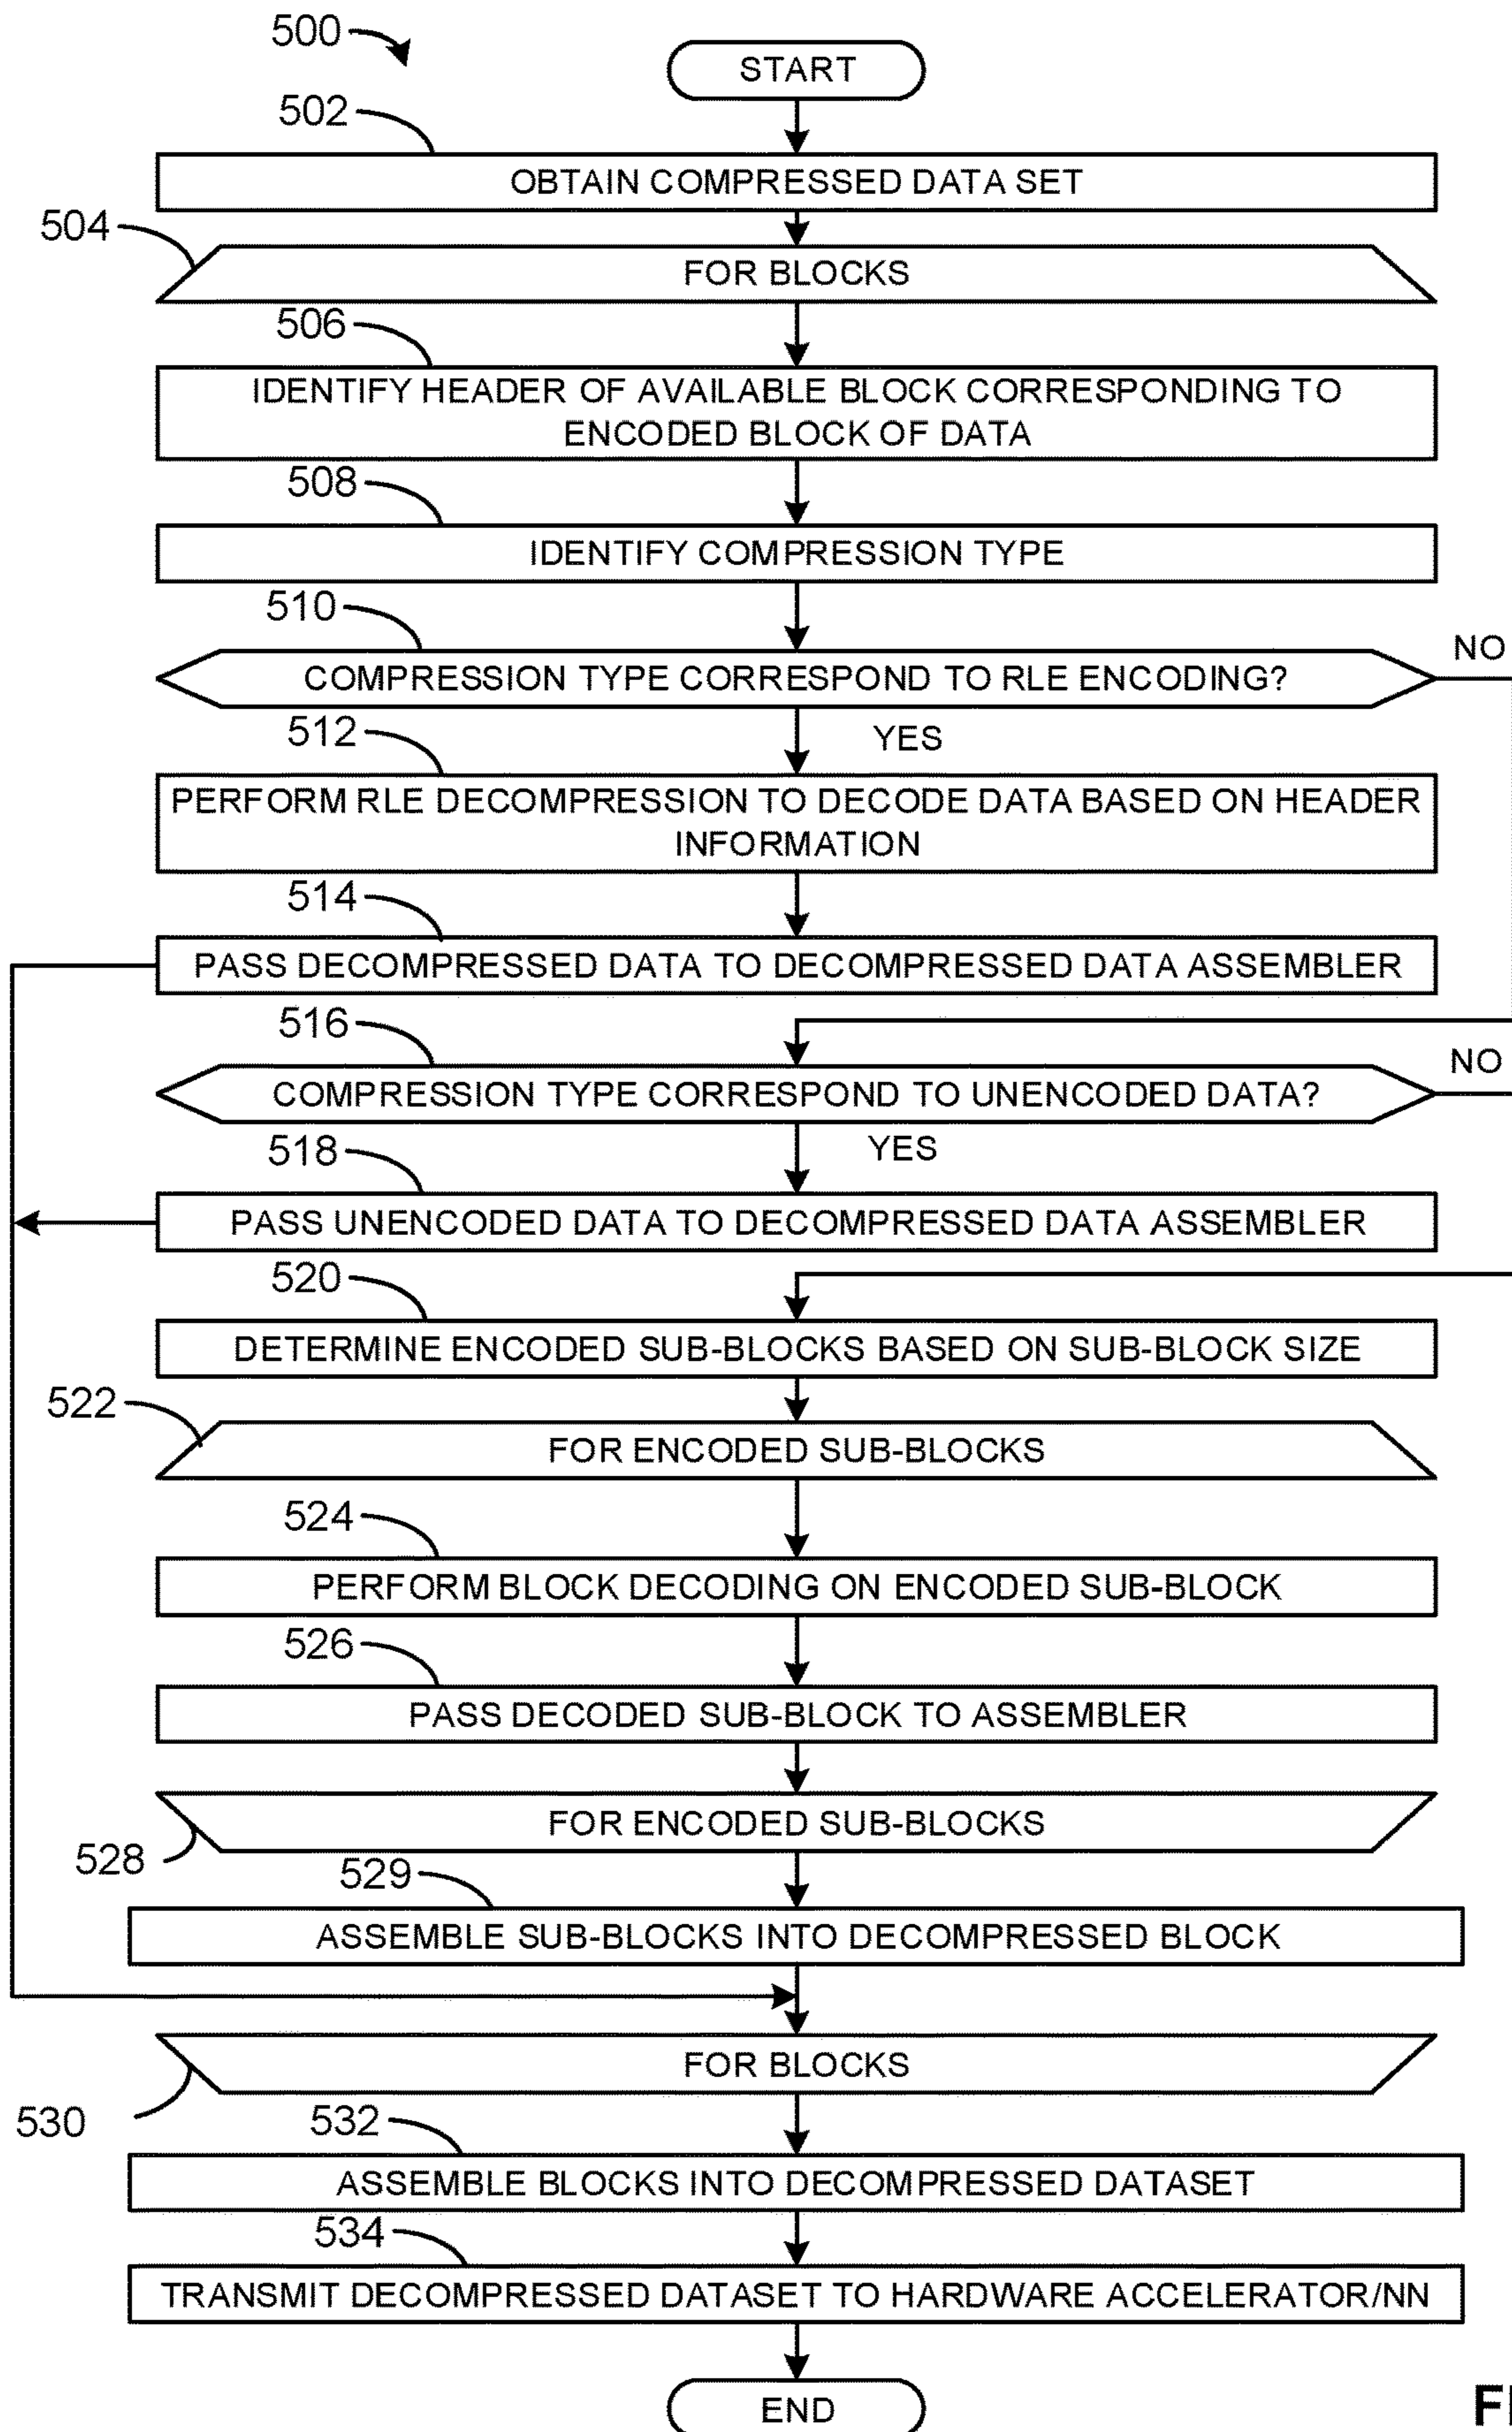 500
START
502
OBTAIN COMPRESSED DATA SET
504
FOR BLOCKS
506
IDENTIFY HEADER OF AVAILABLE BLOCK CORRESPONDING TO
ENCODED BLOCK OF DATA
508
IDENTIFY COMPRESSION TYPE
510
NO
COMPRESSION TYPE CORRESPOND TO RLE ENCODING?
512
YES
PERFORM RLE DECOMPRESSION TO DECODE DATA BASED ON HEADER
INFORMATION
514
PASS DECOMPRESSED DATA TO DECOMPRESSED DATA ASSEMBLER
516
NO
COMPRESSION TYPE CORRESPOND TO UNENCODED DATA?
518
YES
PASS UNENCODED DATA TO DECOMPRESSED DATA ASSEMBLER
520
DETERMINE ENCODED SUB-BLOCKS BASED ON SUB-BLOCK SIZE
522
FOR ENCODED SUB-BLOCKS
524
PERFORM BLOCK DECODING ON ENCODED SUB-BLOCK
526
PASS DECODED SUB-BLOCK TO ASSEMBLER
FOR ENCODED SUB-BLOCKS
528
529
ASSEMBLE SUB-BLOCKS INTO DECOMPRESSED BLOCK
FOR BLOCKS
530
532
ASSEMBLE BLOCKS INTO DECOMPRESSED DATASET
534
TRANSMIT DECOMPRESSED DATASET TO HARDWARE ACCELERATOR/NN
END